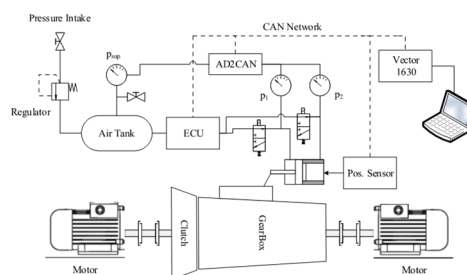 Pressure Intake
CAN Network
psup
AD2CAN
Vector
1630
Regulator
p1
p2
Air Tank
ECU
Pos. Sensor
Clutch
GearBox
Motor
Motor